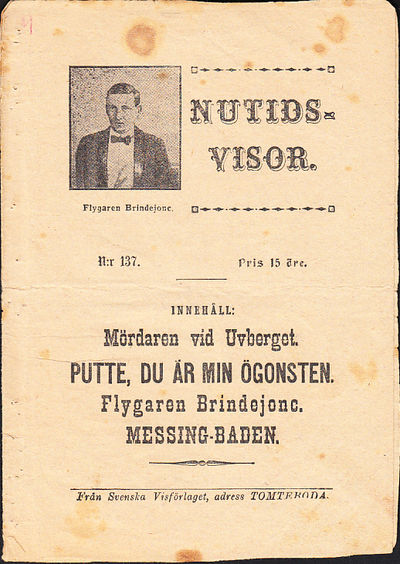 NUTIDS-
VISOR.
Flygaren Brindejonc.
N:r 137.
Pris 15 öre.
INNEHÅLL:
Mördaren vid Uvberget.
PUTTE, DU ÄR MIN ÖGONSTEN.
Flygaren Brindejonc.
MESSING-BADEN.
Från Svenska Visförlaget, adress TOMTEBODA.